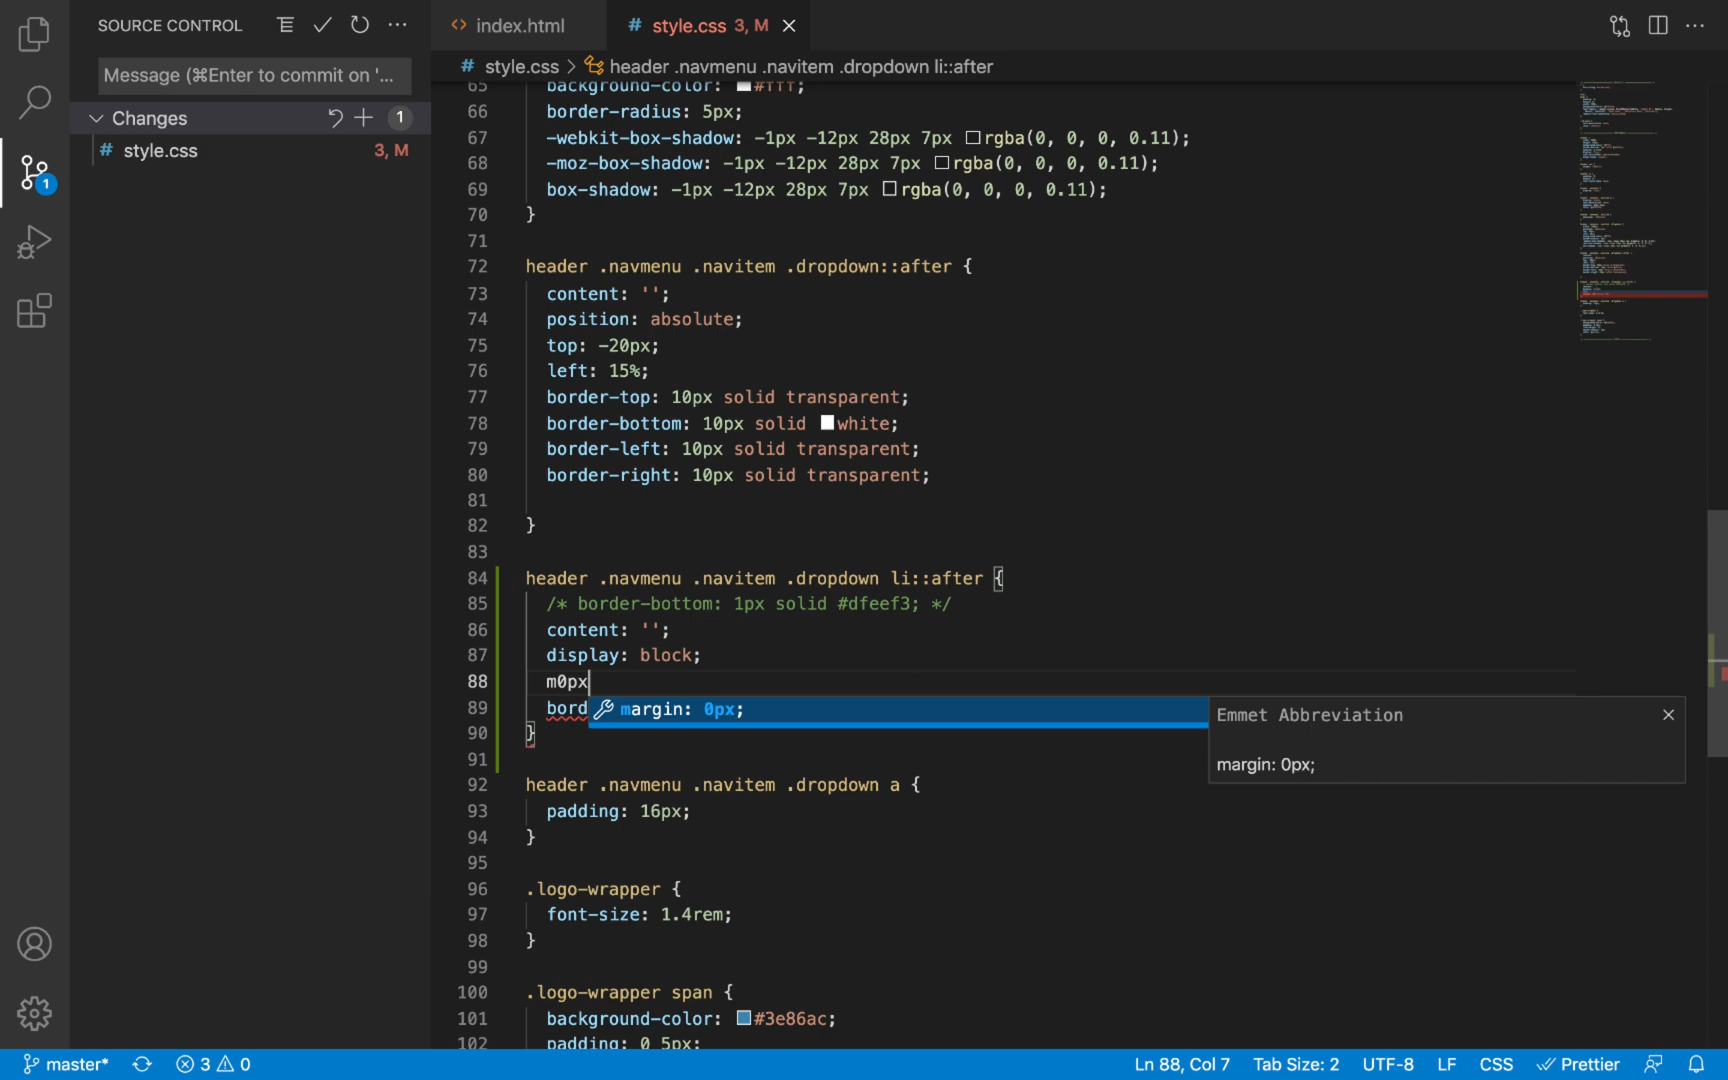 SOURCE CONTROL
index.html
style.css 3, M
Message (⌘Enter to commit on '...
style.css > header .navmenu .navitem .dropdown li::after
Changes 1
style.css 3, M
1
65 background-color: #fff;
66 border-radius: 5px;
67 -webkit-box-shadow: -1px -12px 28px 7px rgba(0, 0, 0, 0.11);
68 -moz-box-shadow: -1px -12px 28px 7px rgba(0, 0, 0, 0.11);
69 box-shadow: -1px -12px 28px 7px rgba(0, 0, 0, 0.11);
70 }
71
72 header .navmenu .navitem .dropdown::after {
73 content: '';
74 position: absolute;
75 top: -20px;
76 left: 15%;
77 border-top: 10px solid transparent;
78 border-bottom: 10px solid white;
79 border-left: 10px solid transparent;
80 border-right: 10px solid transparent;
81
82 }
83
84 header .navmenu .navitem .dropdown li::after {
85 /* border-bottom: 1px solid #dfeef3; */
86 content: '';
87 display: block;
88 m0px
89 bord
margin: 0px;
Emmet Abbreviation
margin: 0px;
90 }
91
92 header .navmenu .navitem .dropdown a {
93 padding: 16px;
94 }
95
96 .logo-wrapper {
97 font-size: 1.4rem;
98 }
99
100 .logo-wrapper span {
101 background-color: #3e86ac;
102 padding: 0 5px;
master* 3 0 Ln 88, Col 7 Tab Size: 2 UTF-8 LF CSS Prettier